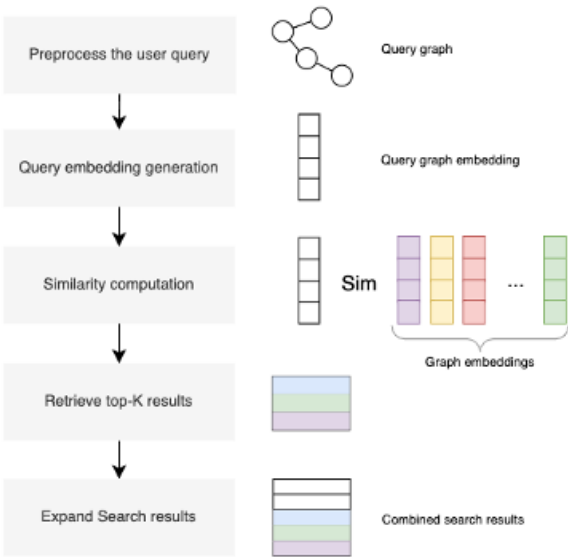 Preprocess the user query
Query graph
Query embedding generation
Query graph embedding
Similarity computation
Sim
...
Graph embeddings
Retrieve top-K results
Expand Search results
Combined search results